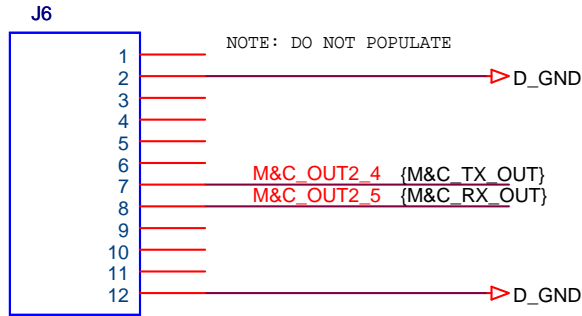 J6
NOTE: DO NOT POPULATE
1
2 D_GND
3
4
5
6
7 M&C_OUT2_4 {M&C_TX_OUT}
8 M&C_OUT2_5 {M&C_RX_OUT}
9
10
11
12 D_GND